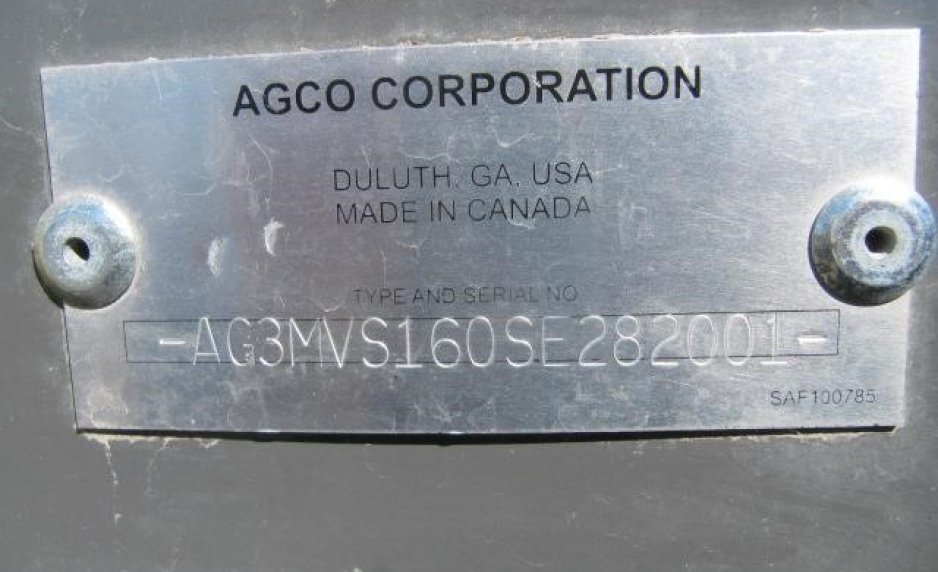 AGCO CORPORATION
DULUTH, GA, USA
MADE IN CANADA
TYPE AND SERIAL NO
-AG3MVS160SE282001-
SAF100785